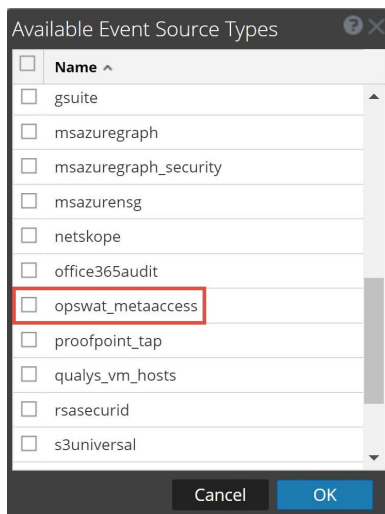 Available Event Source Types
Name
gsuite
msazuregraph
msazuregraph_security
msazurensg
netskope
office365audit
opswat_metaaccess
proofpoint_tap
qualys_vm_hosts
rsasecurid
s3universal
Cancel OK